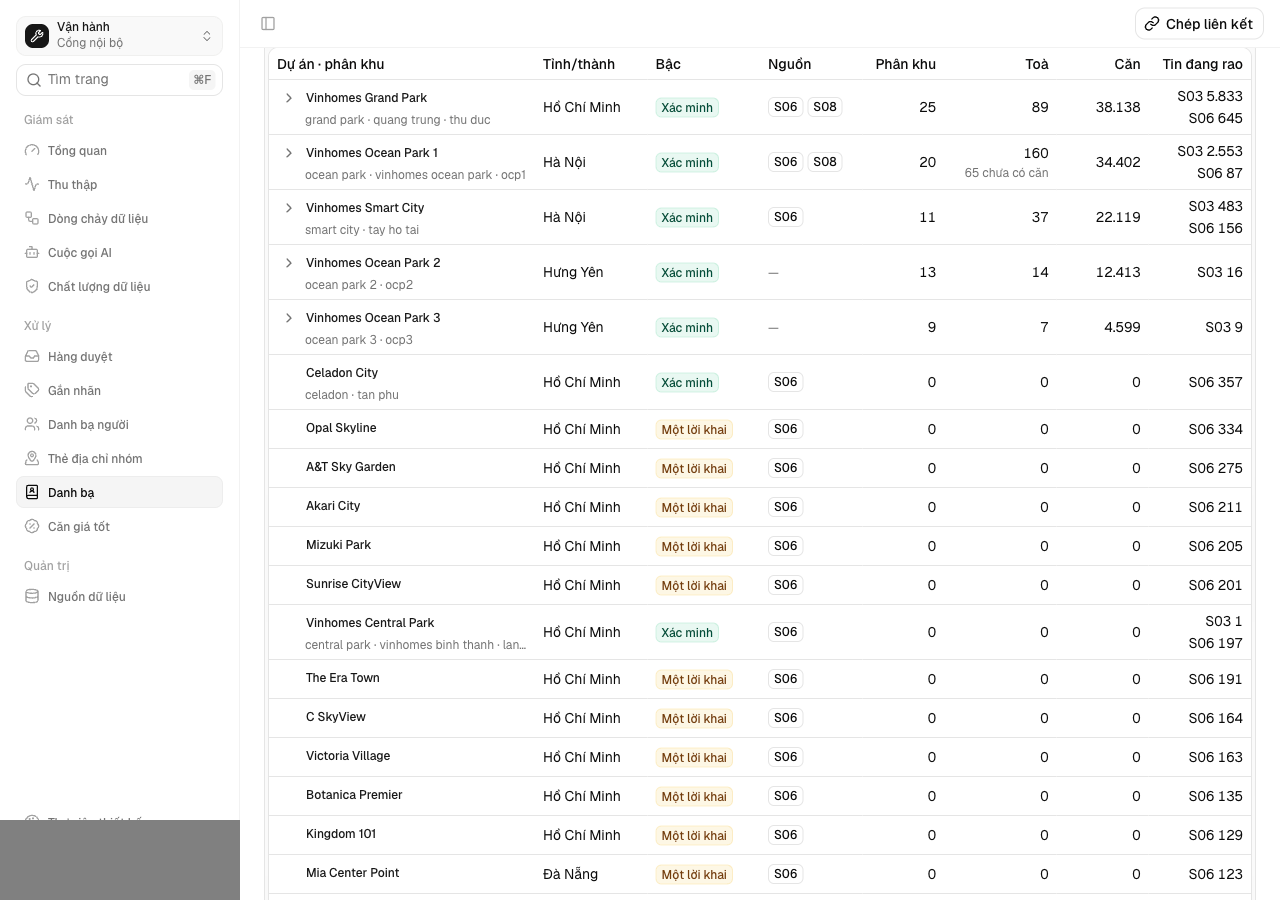 Vận hành
Cổng nội bộ
Tìm trang
⌘F
Giám sát
Tổng quan
Thu thập
Dòng chảy dữ liệu
Cuộc gọi AI
Chất lượng dữ liệu
Xử lý
Hàng duyệt
Gắn nhãn
Danh bạ người
Thẻ địa chỉ nhóm
Danh bạ
Căn giá tốt
Quản trị
Nguồn dữ liệu
Chép liên kết
Dự án · phân khu Tỉnh/thành Bậc Nguồn Phân khu Toà Căn Tin đang rao
Vinhomes Grand Park Hồ Chí Minh Xác minh S06 S08 25 89 38.138 S03 5.833
grand park · quang trung · thu duc S06 645
Vinhomes Ocean Park 1 Hà Nội Xác minh S06 S08 20 160 34.402 S03 2.553
ocean park · vinhomes ocean park · ocp1 65 chưa có căn S06 87
Vinhomes Smart City Hà Nội Xác minh S06 11 37 22.119 S03 483
smart city · tay ho tai S06 156
Vinhomes Ocean Park 2 Hưng Yên Xác minh — 13 14 12.413 S03 16
ocean park 2 · ocp2
Vinhomes Ocean Park 3 Hưng Yên Xác minh — 9 7 4.599 S03 9
ocean park 3 · ocp3
Celadon City Hồ Chí Minh Xác minh S06 0 0 0 S06 357
celadon · tan phu
Opal Skyline Hồ Chí Minh Một lời khai S06 0 0 0 S06 334
A&T Sky Garden Hồ Chí Minh Một lời khai S06 0 0 0 S06 275
Akari City Hồ Chí Minh Một lời khai S06 0 0 0 S06 211
Mizuki Park Hồ Chí Minh Một lời khai S06 0 0 0 S06 205
Sunrise CityView Hồ Chí Minh Một lời khai S06 0 0 0 S06 201
Vinhomes Central Park Hồ Chí Minh Xác minh S06 0 0 0 S03 1
central park · vinhomes binh thanh · lan… S06 197
The Era Town Hồ Chí Minh Một lời khai S06 0 0 0 S06 191
C SkyView Hồ Chí Minh Một lời khai S06 0 0 0 S06 164
Victoria Village Hồ Chí Minh Một lời khai S06 0 0 0 S06 163
Botanica Premier Hồ Chí Minh Một lời khai S06 0 0 0 S06 135
Kingdom 101 Hồ Chí Minh Một lời khai S06 0 0 0 S06 129
Mia Center Point Đà Nẵng Một lời khai S06 0 0 0 S06 123